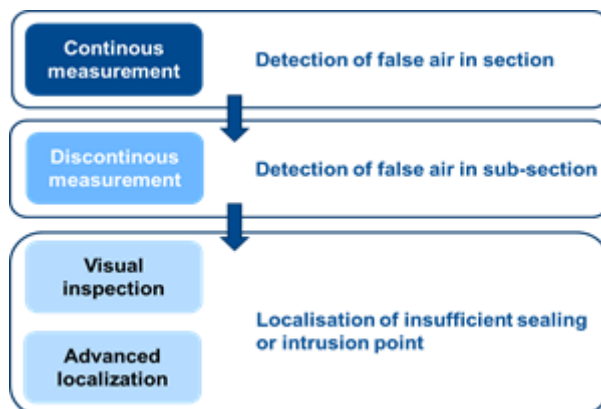 Continous
measurement
Detection of false air in section
Discontinous
measurement
Detection of false air in sub-section
Visual
inspection
Localisation of insufficient sealing
or intrusion point
Advanced
localization